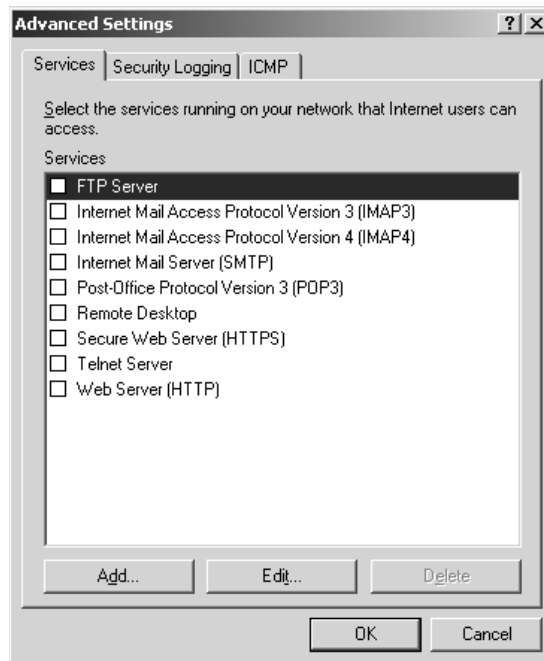 Advanced Settings
Services
Security Logging
ICMP
Select the services running on your network that Internet users can
access.
Services
FTP Server
Internet Mail Access Protocol Version 3 (IMAP3)
Internet Mail Access Protocol Version 4 (IMAP4)
Internet Mail Server (SMTP)
Post-Office Protocol Version 3 (POP3)
Remote Desktop
Secure Web Server (HTTPS)
Telnet Server
Web Server (HTTP)
Add...
Edit...
Delete
OK
Cancel